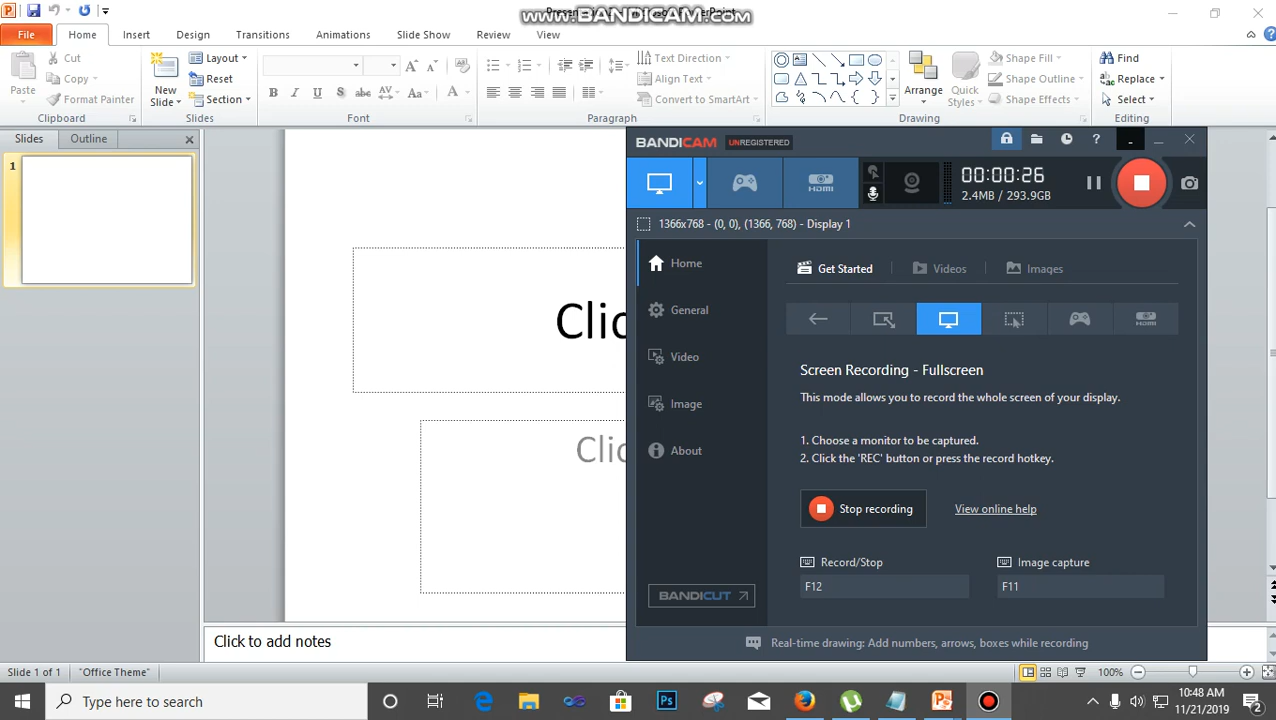 www.BANDICAM.com
File Home Insert Design Transitions Animations Slide Show Review View
Paste Cut Copy Format Painter
Clipboard
New Slide Layout Reset Section
Slides
B I U S abc AV Aa A
Font
Text Direction Align Text Convert to SmartArt
Paragraph
Arrange Quick Styles Shape Fill Shape Outline Shape Effects
Drawing
Find Replace Select
Editing
Slides Outline
1
Clic
Clic
BANDICAM UNREGISTERED
HDMI
00:00:26
2.4MB / 293.9GB
1366x768 - (0, 0), (1366, 768) - Display 1
Home
General
Video
Image
About
BANDICUT
Get Started Videos Images
HDMI
Screen Recording - Fullscreen
This mode allows you to record the whole screen of your display.
1. Choose a monitor to be captured.
2. Click the 'REC' button or press the record hotkey.
Stop recording View online help
Record/Stop Image capture
F12 F11
Real-time drawing: Add numbers, arrows, boxes while recording
Click to add notes
Slide 1 of 1 "Office Theme" 100%
Type here to search
10:48 AM
11/21/2019
2